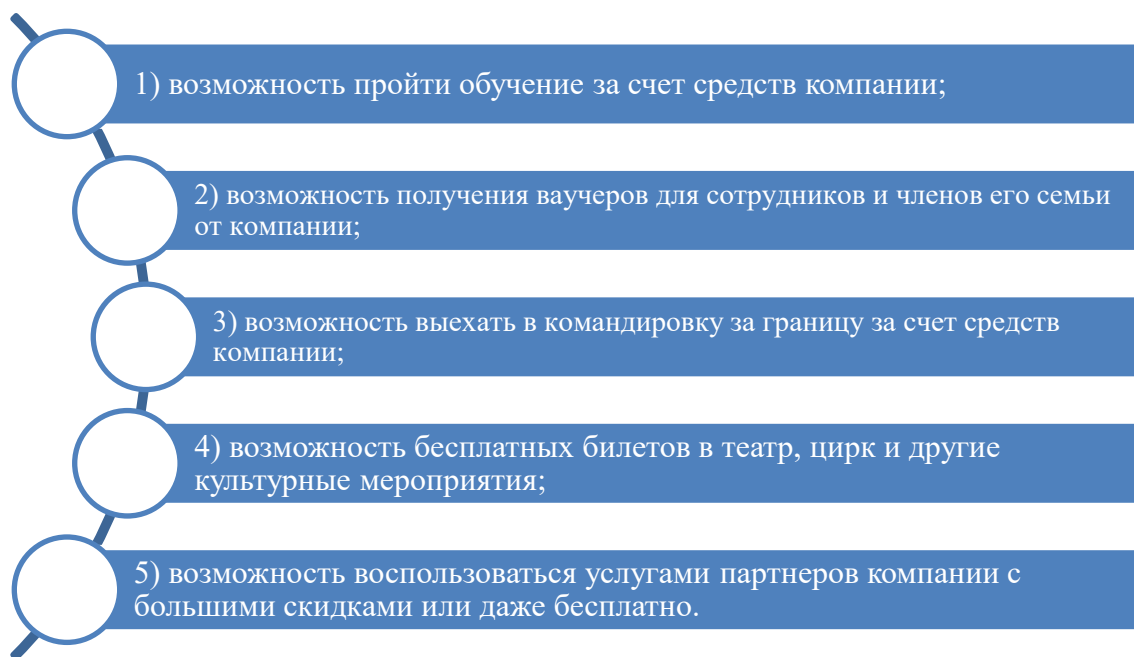 1) возможность пройти обучение за счет средств компании;
2) возможность получения ваучеров для сотрудников и членов его семьи
от компании;
3) возможность выехать в командировку за границу за счет средств
компании;
4) возможность бесплатных билетов в театр, цирк и другие
культурные мероприятия;
5) возможность воспользоваться услугами партнеров компании с
большими скидками или даже бесплатно.